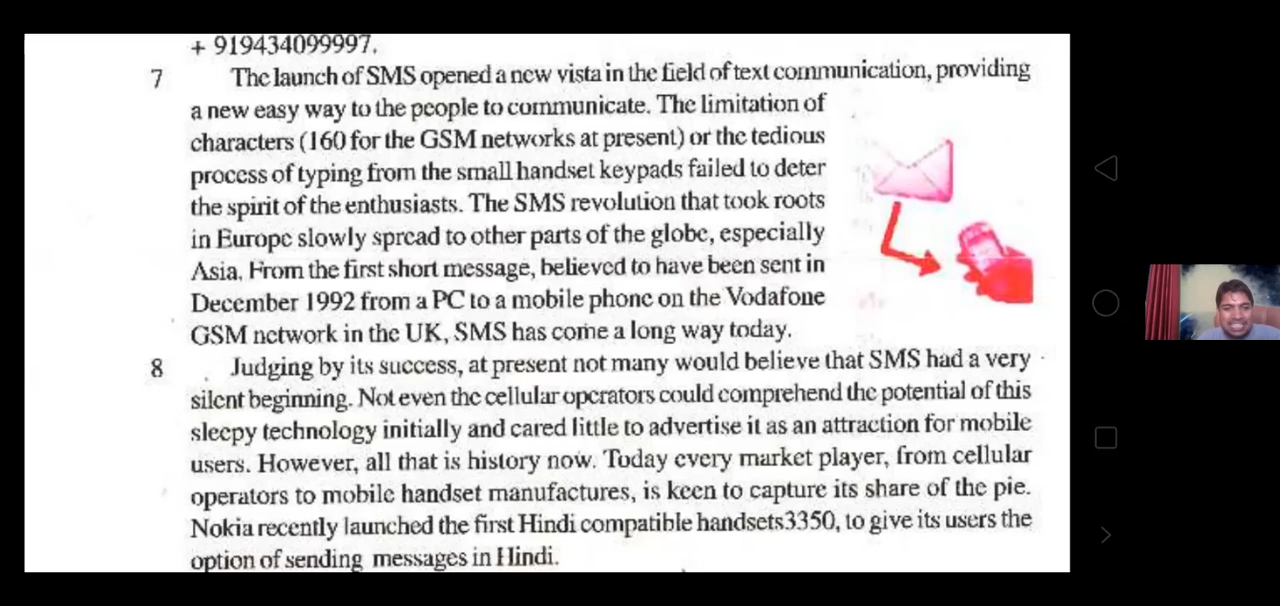 + 919434099997.
7 The launch of SMS opened a new vista in the field of text communication, providing
a new easy way to the people to communicate. The limitation of
characters (160 for the GSM networks at present) or the tedious
process of typing from the small handset keypads failed to deter
the spirit of the enthusiasts. The SMS revolution that took roots
in Europe slowly spread to other parts of the globe, especially
Asia. From the first short message, believed to have been sent in
December 1992 from a PC to a mobile phone on the Vodafone
GSM network in the UK, SMS has come a long way today.
8 Judging by its success, at present not many would believe that SMS had a very
silent beginning. Not even the cellular operators could comprehend the potential of this
sleepy technology initially and cared little to advertise it as an attraction for mobile
users. However, all that is history now. Today every market player, from cellular
operators to mobile handset manufactures, is keen to capture its share of the pie.
Nokia recently launched the first Hindi compatible handsets3350, to give its users the
option of sending messages in Hindi.